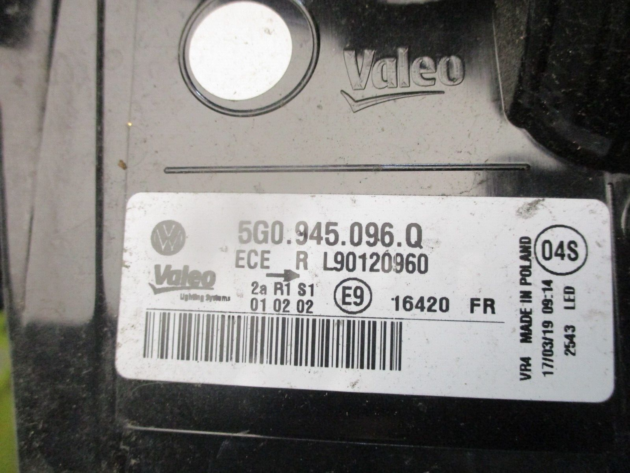 Valeo
5G0.945.096.Q
ECE R L90120960
Valeo
Lighting Systems
2a R1 S1
01 02 02
E9
16420 FR
VR4 MADE IN POLAND
17/03/19 09:14
2543 LED
04S